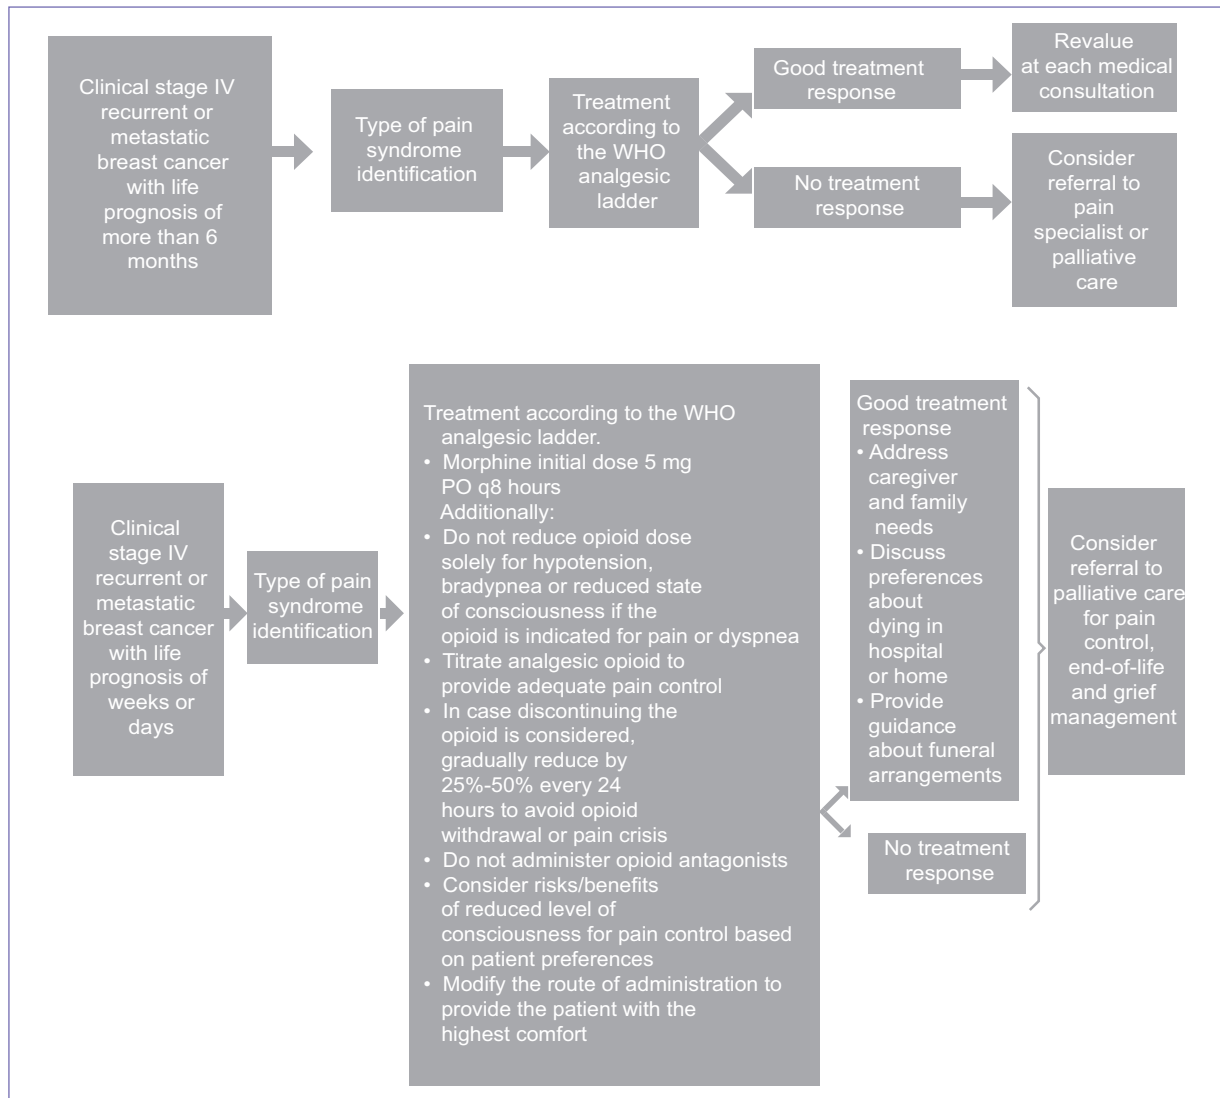 Clinical stage IV
recurrent or
metastatic
breast cancer
with life
prognosis of
more than 6
months
Type of pain
syndrome
identification
Treatment
according to
the WHO
analgesic
ladder
Good treatment
response
Revalue
at each medical
consultation
No treatment
response
Consider
referral to
pain
specialist or
palliative
care
Clinical
stage IV
recurrent or
metastatic
breast cancer
with life
prognosis of
weeks or
days
Type of pain
syndrome
identification
Treatment according to the WHO
analgesic ladder.
• Morphine initial dose 5 mg
PO q8 hours
Additionally:
• Do not reduce opioid dose
solely for hypotension,
bradypnea or reduced state
of consciousness if the
opioid is indicated for pain or dyspnea
• Titrate analgesic opioid to
provide adequate pain control
• In case discontinuing the
opioid is considered,
gradually reduce by
25%-50% every 24
hours to avoid opioid
withdrawal or pain crisis
• Do not administer opioid antagonists
• Consider risks/benefits
of reduced level of
consciousness for pain control based
on patient preferences
• Modify the route of administration to
provide the patient with the
highest comfort
Good treatment
response
• Address
caregiver
and family
needs
• Discuss
preferences
about
dying in
hospital
or home
• Provide
guidance
about funeral
arrangements
No treatment
response
Consider
referral to
palliative care
for pain
control,
end-of-life
and grief
management